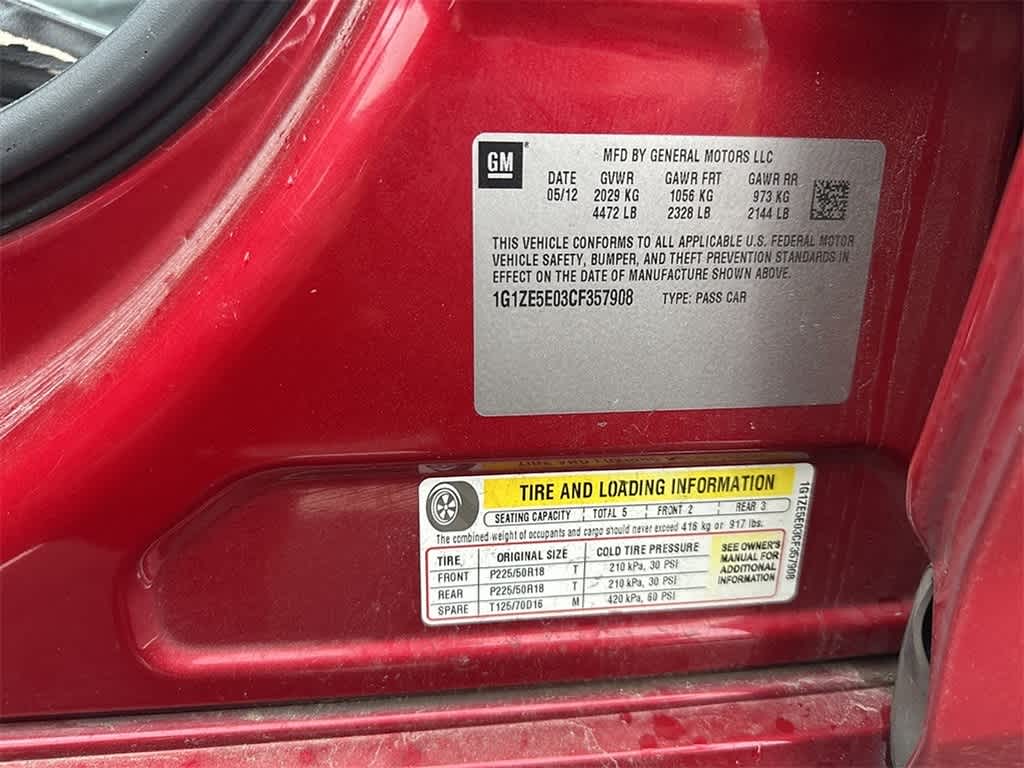 GM
MFD BY GENERAL MOTORS LLC
DATE GVWR GAWR FRT GAWR RR
05/12 2029 KG 1056 KG 973 KG
4472 LB 2328 LB 2144 LB
THIS VEHICLE CONFORMS TO ALL APPLICABLE U.S. FEDERAL MOTOR
VEHICLE SAFETY, BUMPER, AND THEFT PREVENTION STANDARDS IN
EFFECT ON THE DATE OF MANUFACTURE SHOWN ABOVE.
1G1ZE5E03CF357908 TYPE: PASS CAR
TIRE AND LOADING INFORMATION
SEATING CAPACITY TOTAL 5 FRONT 2 REAR 3
The combined weight of occupants and cargo should never exceed 416 kg or 917 lbs.
TIRE ORIGINAL SIZE COLD TIRE PRESSURE
FRONT P225/50R18 T 210 kPa, 30 PSI
REAR P225/50R18 T 210 kPa, 30 PSI
SPARE T125/70D16 M 420 kPa, 60 PSI
SEE OWNER'S
MANUAL FOR
ADDITIONAL
INFORMATION
1G1ZE5E03CF357908